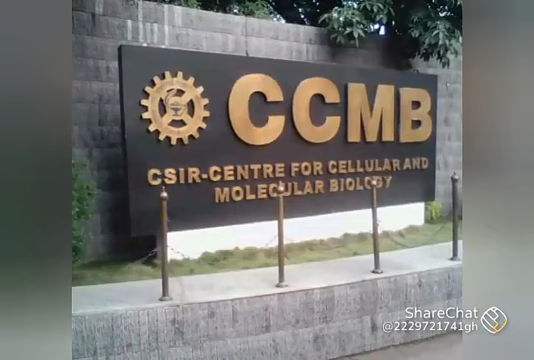 CCMB
CSIR-CENTRE FOR CELLULAR AND
MOLECULAR BIOLOGY
ShareChat
@2229721741gh